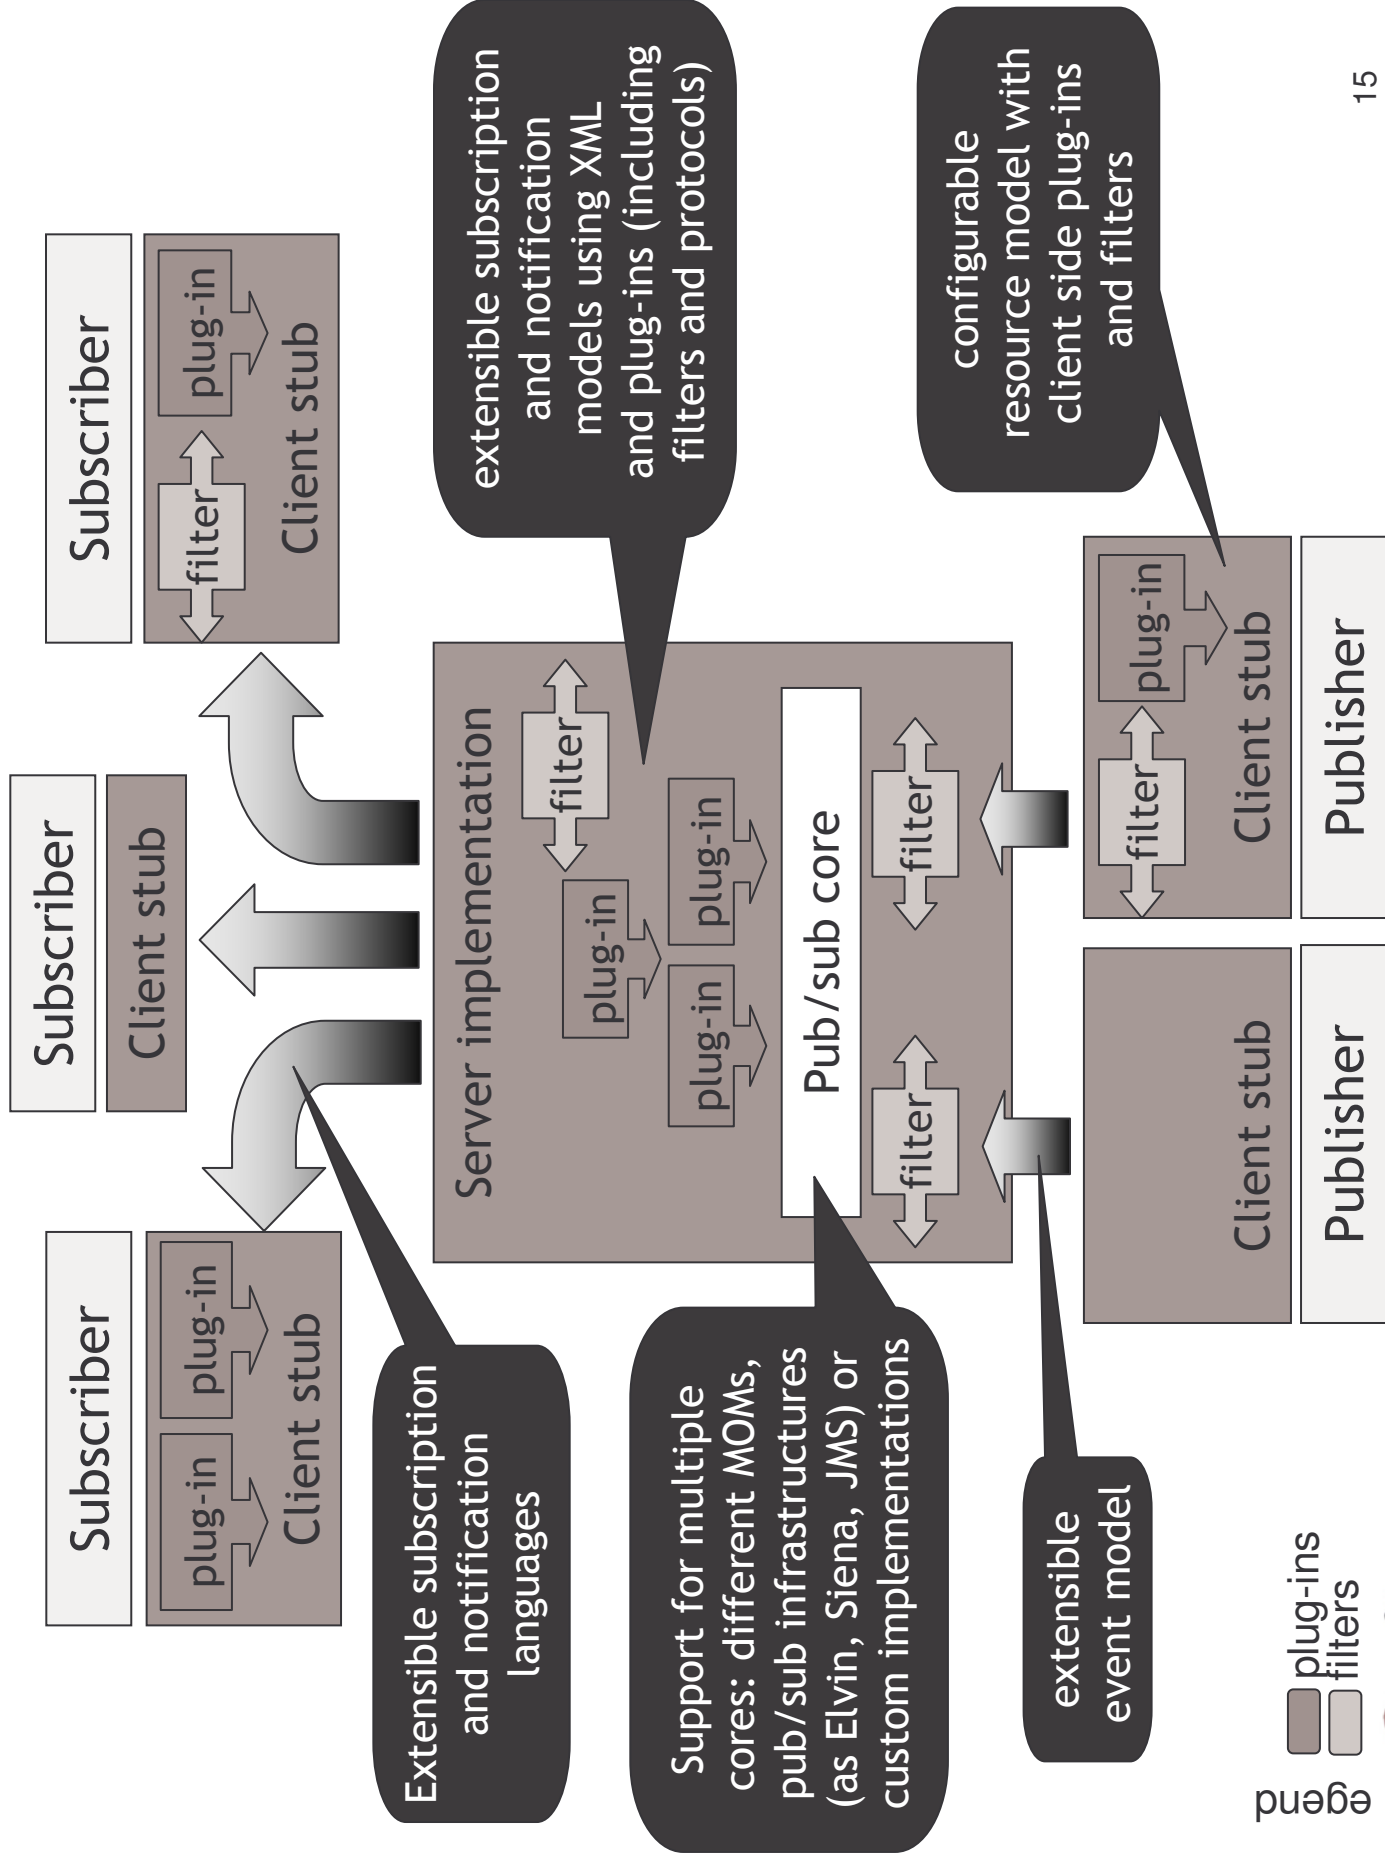 Subscriber
plug-in
plug-in
Client stub
Subscriber
Client stub
Subscriber
filter
plug-in
Client stub
Extensible subscription
and notification
languages
Server implementation
filter
plug-in
plug-in
plug-in
Pub/sub core
filter
filter
extensible subscription
and notification
models using XML
and plug-ins (including
filters and protocols)
Support for multiple
cores: different MOMs,
pub/sub infrastructures
(as Elvin, Siena, JMS) or
custom implementations
extensible
event model
configurable
resource model with
client side plug-ins
and filters
Client stub
Publisher
filter
plug-in
Client stub
Publisher
egend
plug-ins
filters
15